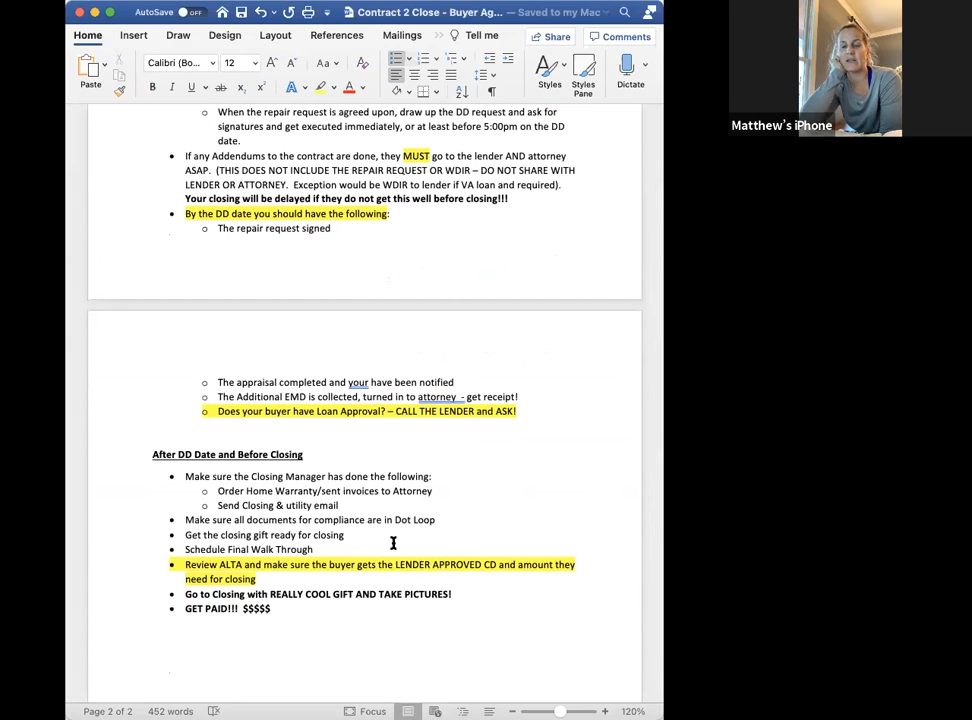 AutoSave OFF Contract 2 Close - Buyer Ag... — Saved to my Mac
Home Insert Draw Design Layout References Mailings >> Tell me Share Comments
Paste Calibri (Bo... 12 A A Aa A Styles Styles Pane Dictate
B I U ab x2 x2 A A
When the repair request is agreed upon, draw up the DD request and ask for
signatures and get executed immediately, or at least before 5:00pm on the DD
date.
• If any Addendums to the contract are done, they MUST go to the lender AND attorney
ASAP. (THIS DOES NOT INCLUDE THE REPAIR REQUEST OR WDIR – DO NOT SHARE WITH
LENDER OR ATTORNEY. Exception would be WDIR to lender if VA loan and required).
Your closing will be delayed if they do not get this well before closing!!!
• By the DD date you should have the following:
o The repair request signed
o The appraisal completed and your have been notified
o The Additional EMD is collected, turned in to attorney - get receipt!
o Does your buyer have Loan Approval? – CALL THE LENDER and ASK!
After DD Date and Before Closing
• Make sure the Closing Manager has done the following:
o Order Home Warranty/sent invoices to Attorney
o Send Closing & utility email
• Make sure all documents for compliance are in Dot Loop
• Get the closing gift ready for closing
• Schedule Final Walk Through
• Review ALTA and make sure the buyer gets the LENDER APPROVED CD and amount they
need for closing
• Go to Closing with REALLY COOL GIFT AND TAKE PICTURES!
• GET PAID!!! $$$$$
Page 2 of 2 452 words Focus 120%
Matthew's iPhone